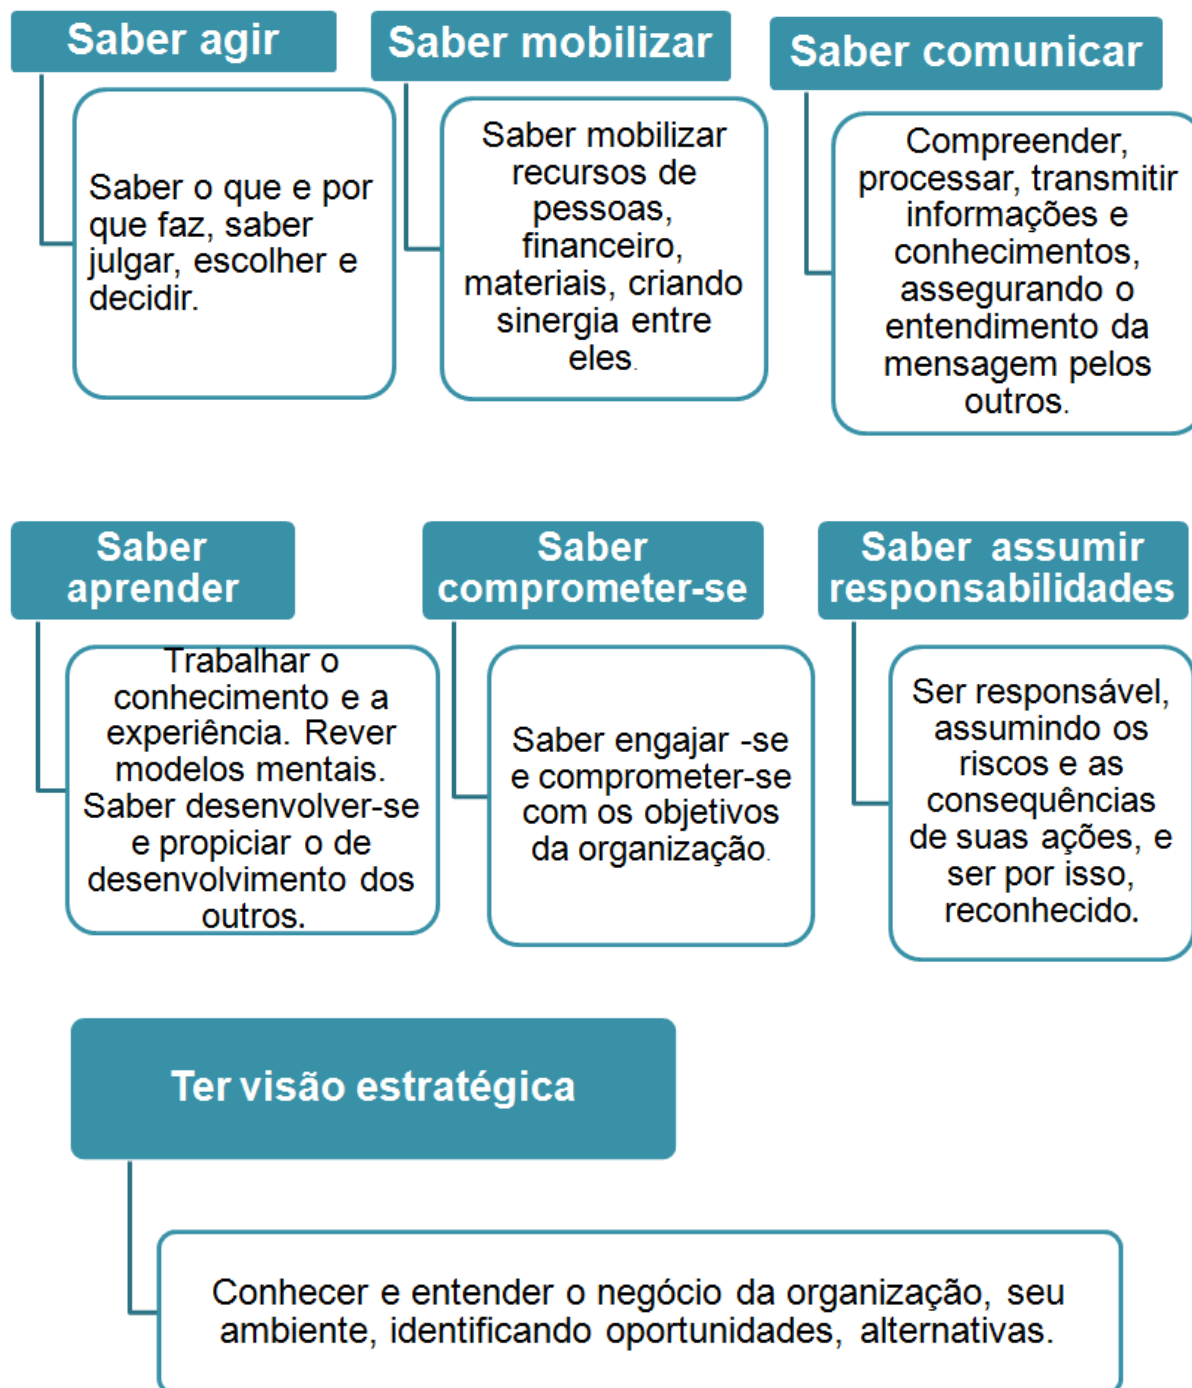 Saber agir
Saber o que e por
que faz, saber
julgar, escolher e
decidir.
Saber mobilizar
Saber mobilizar
recursos de
pessoas,
financeiro,
materiais, criando
sinergia entre
eles.
Saber comunicar
Compreender,
processar, transmitir
informações e
conhecimentos,
assegurando o
entendimento da
mensagem pelos
outros.
Saber
aprender
Trabalhar o
conhecimento e a
experiência. Rever
modelos mentais.
Saber desenvolver-se
e propiciar o de
desenvolvimento dos
outros.
Saber
comprometer-se
Saber engajar -se
e comprometer-se
com os objetivos
da organização.
Saber assumir
responsabilidades
Ser responsável,
assumindo os
riscos e as
consequências
de suas ações, e
ser por isso,
reconhecido.
Ter visão estratégica
Conhecer e entender o negócio da organização, seu
ambiente, identificando oportunidades, alternativas.